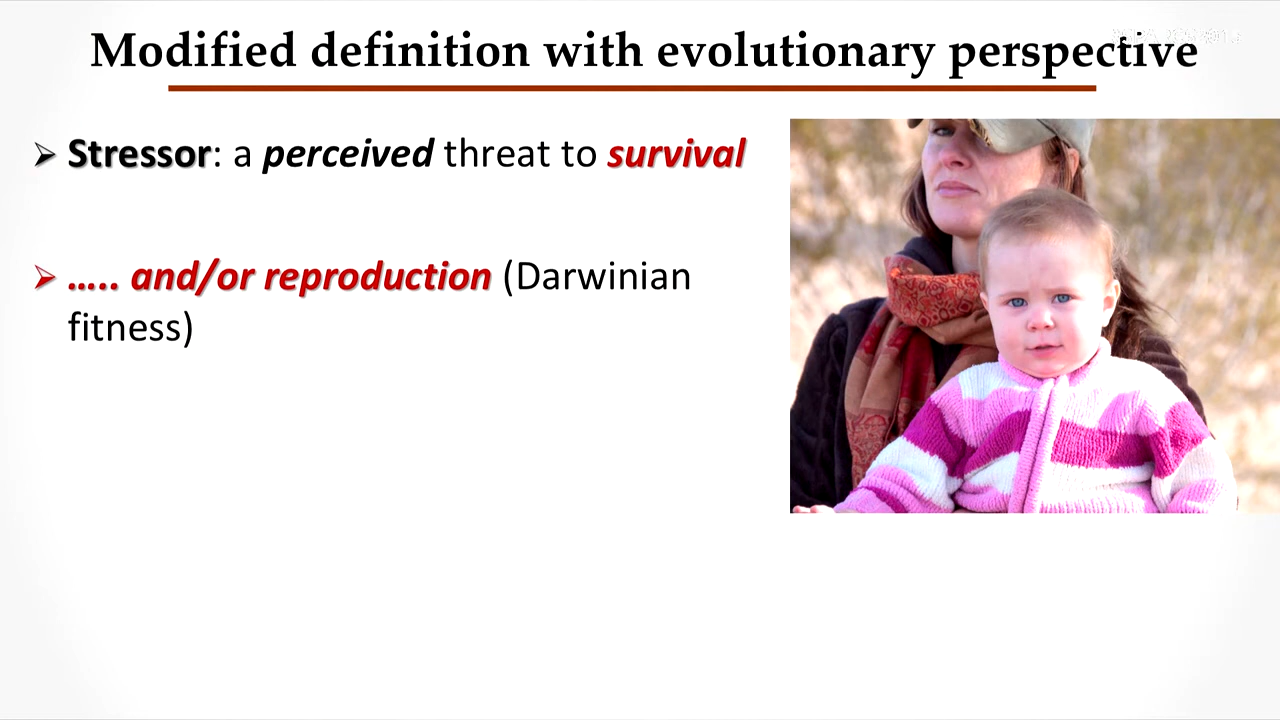 Modified definition with evolutionary perspective
Stressor: a perceived threat to survival
….. and/or reproduction (Darwinian
fitness)